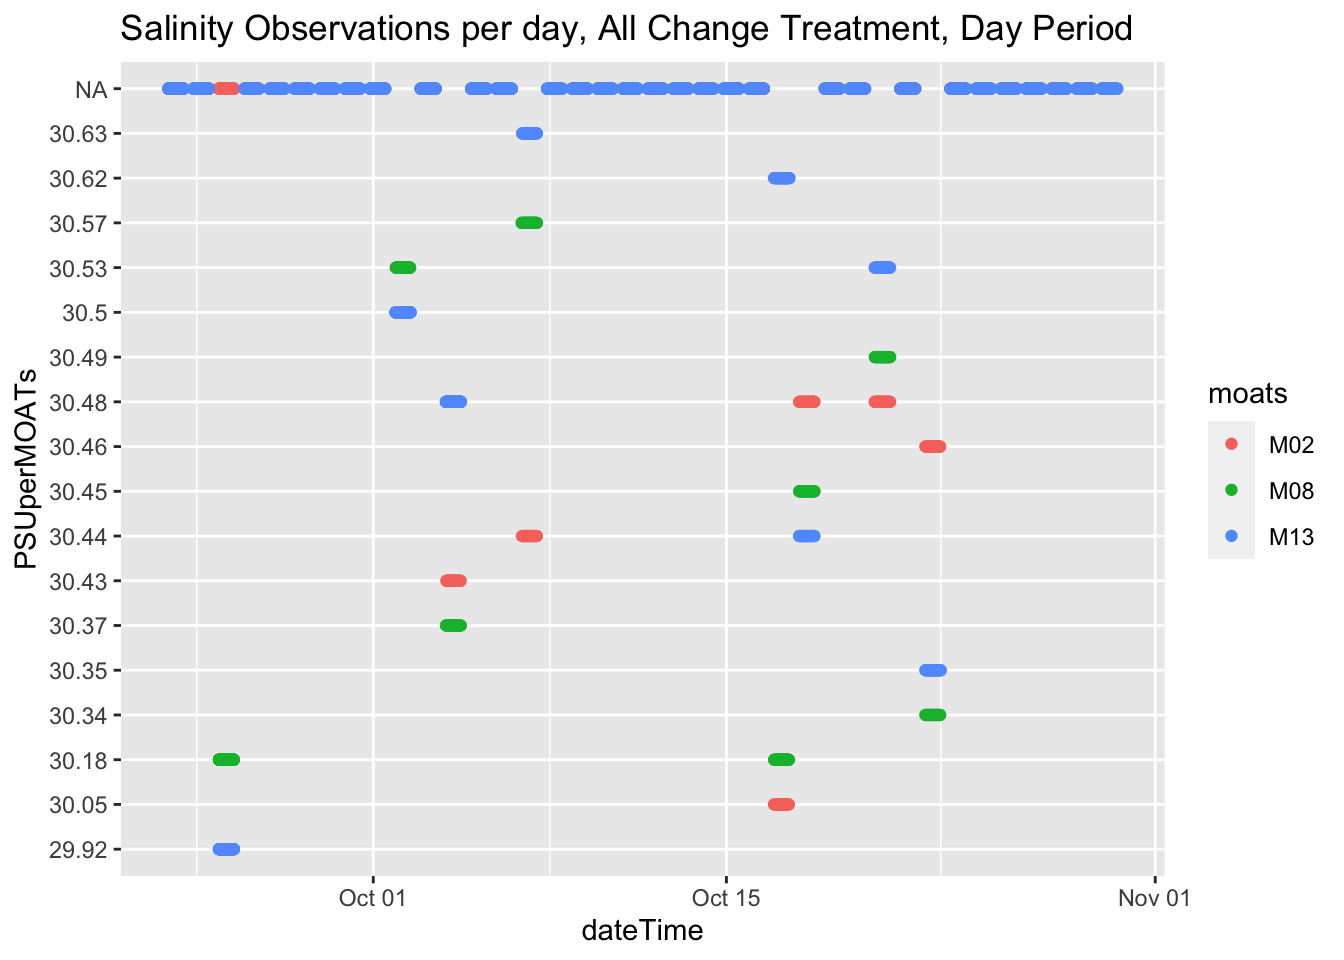 Salinity Observations per day, All Change Treatment, Day Period
PSUperMOATs
NA
30.63
30.62
30.57
30.53
30.5
30.49
30.48
30.46
30.45
30.44
30.43
30.37
30.35
30.34
30.18
30.05
29.92
Oct 01
Oct 15
Nov 01
dateTime
moats
M02
M08
M13